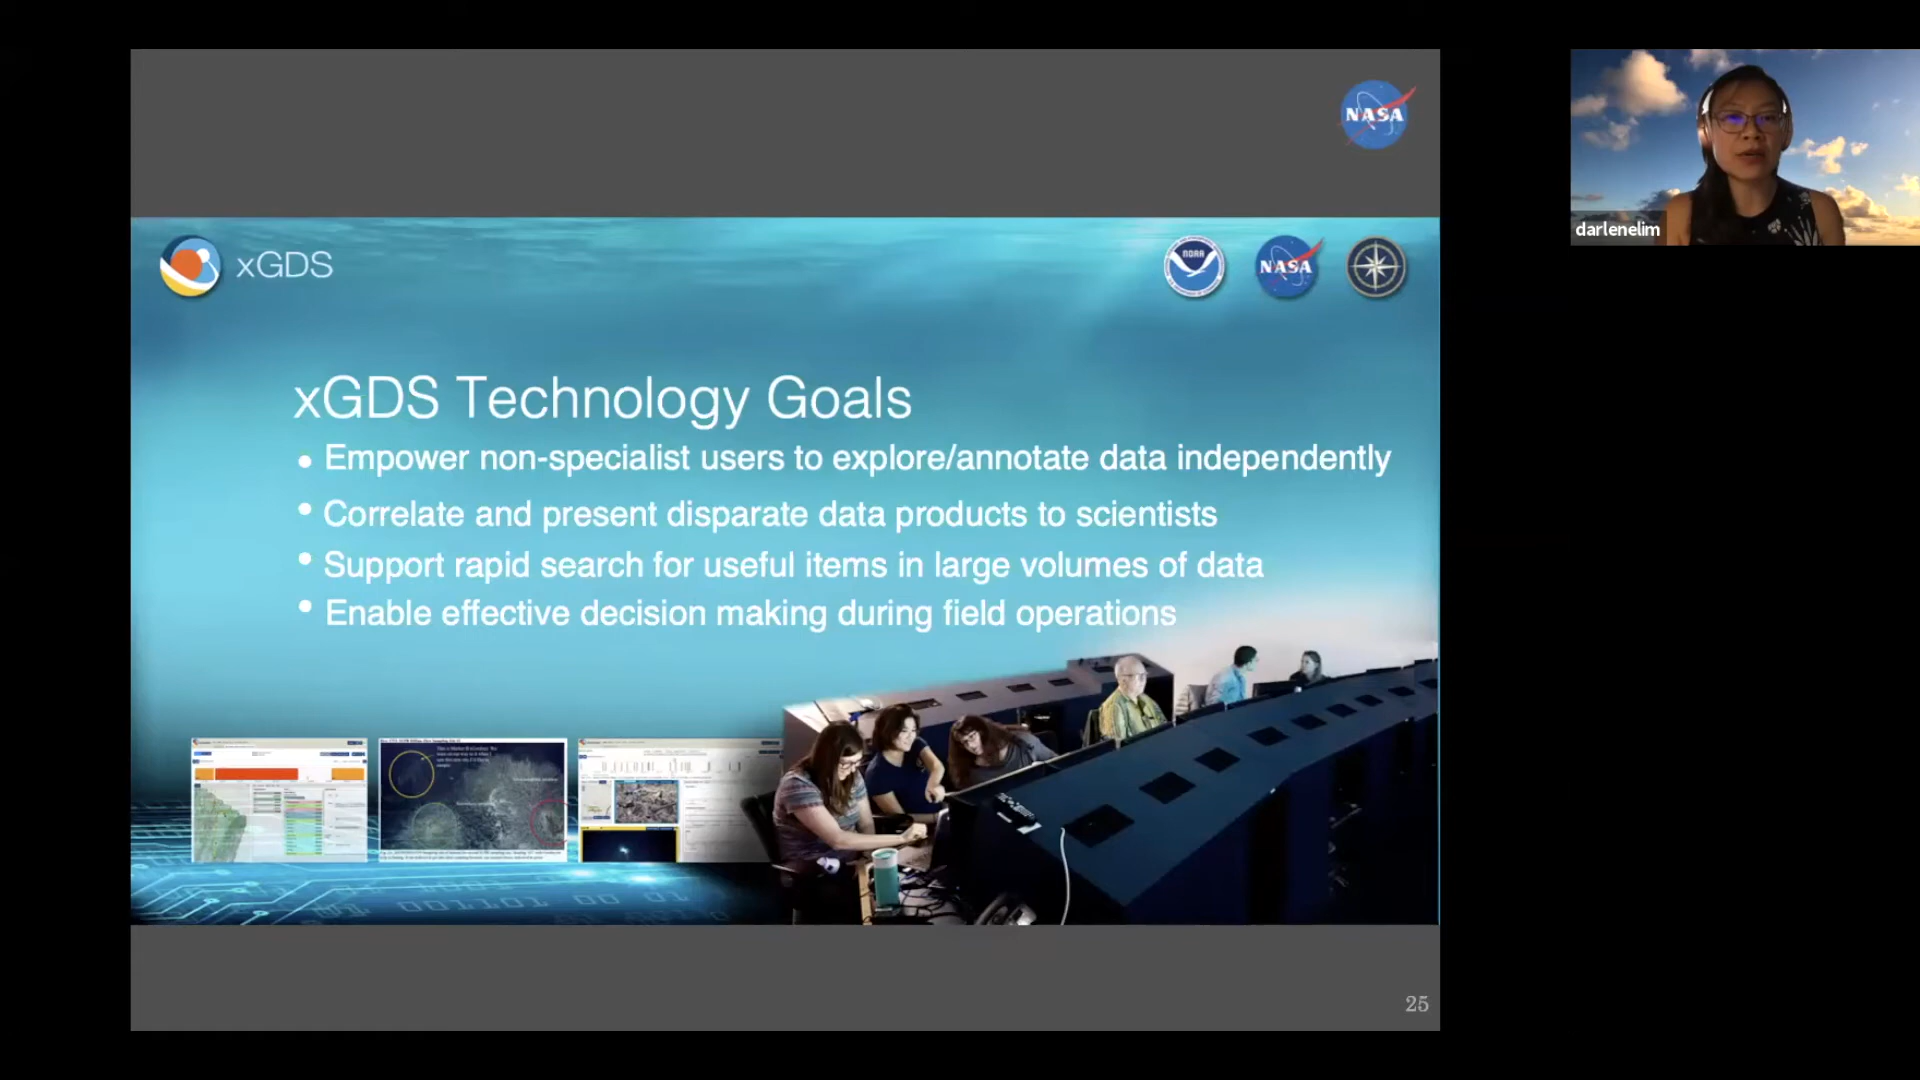 NASA
darlenelim
xGDS
NOAA
NASA
xGDS Technology Goals
• Empower non-specialist users to explore/annotate data independently
• Correlate and present disparate data products to scientists
• Support rapid search for useful items in large volumes of data
• Enable effective decision making during field operations
25